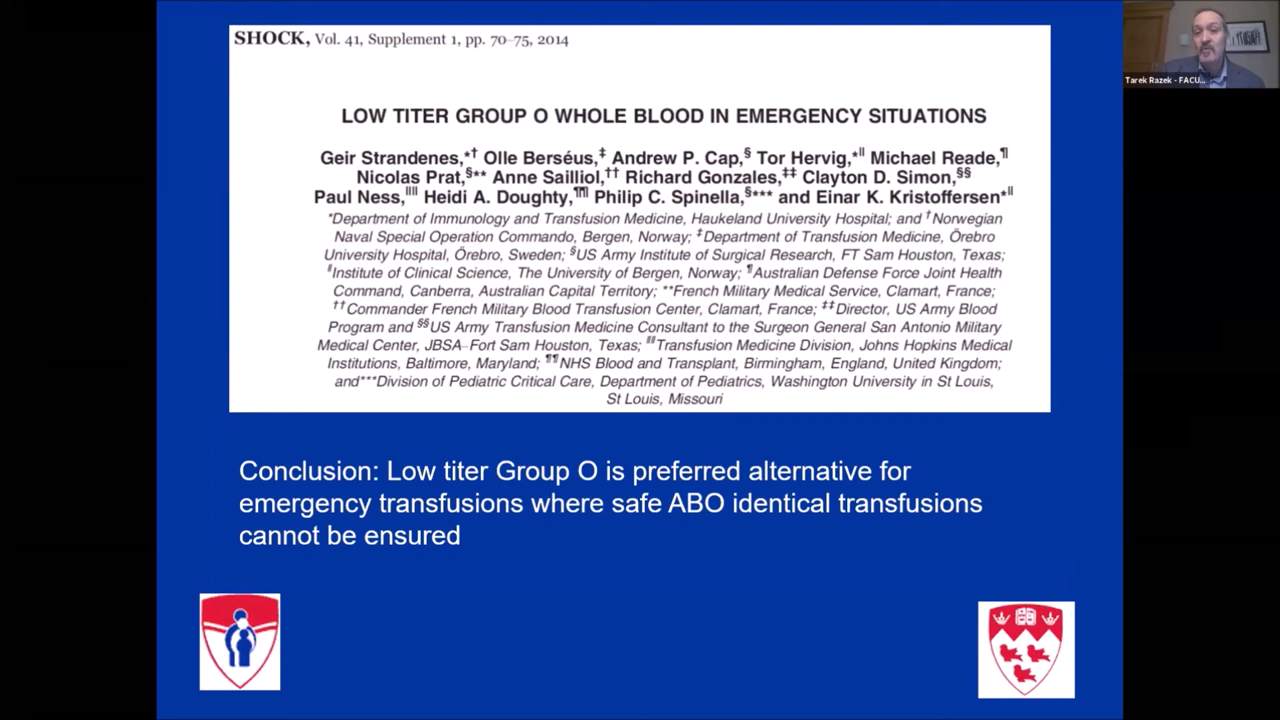 SHOCK, Vol. 41, Supplement 1, pp. 70–75, 2014
Tarek Razek - FACU...
LOW TITER GROUP O WHOLE BLOOD IN EMERGENCY SITUATIONS
Geir Strandenes,*† Olle Berséus,‡ Andrew P. Cap,§ Tor Hervig,*‖ Michael Reade,¶
Nicolas Prat,§** Anne Sailliol,†† Richard Gonzales,‡‡ Clayton D. Simon,§§
Paul Ness,‖‖ Heidi A. Doughty,¶¶ Philip C. Spinella,§*** and Einar K. Kristoffersen*‖
*Department of Immunology and Transfusion Medicine, Haukeland University Hospital; and †Norwegian
Naval Special Operation Commando, Bergen, Norway; ‡Department of Transfusion Medicine, Örebro
University Hospital, Örebro, Sweden; §US Army Institute of Surgical Research, FT Sam Houston, Texas;
‖Institute of Clinical Science, The University of Bergen, Norway; ¶Australian Defense Force Joint Health
Command, Canberra, Australian Capital Territory; **French Military Medical Service, Clamart, France;
††Commander French Military Blood Transfusion Center, Clamart, France; ‡‡Director, US Army Blood
Program and §§US Army Transfusion Medicine Consultant to the Surgeon General San Antonio Military
Medical Center, JBSA–Fort Sam Houston, Texas; ‖‖Transfusion Medicine Division, Johns Hopkins Medical
Institutions, Baltimore, Maryland; ¶¶NHS Blood and Transplant, Birmingham, England, United Kingdom;
and***Division of Pediatric Critical Care, Department of Pediatrics, Washington University in St Louis,
St Louis, Missouri
Conclusion: Low titer Group O is preferred alternative for
emergency transfusions where safe ABO identical transfusions
cannot be ensured